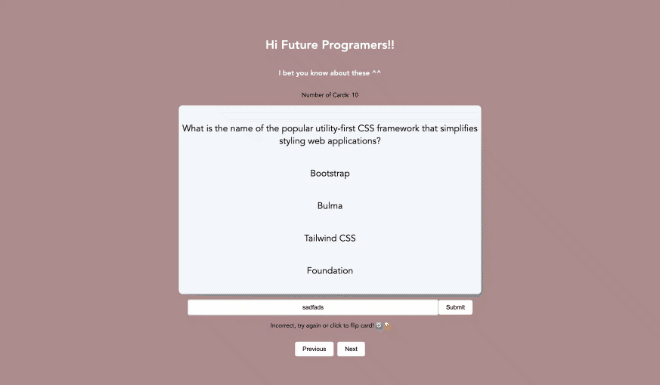 Hi Future Programers!!
I bet you know about these ^^
Number of Cards: 10
What is the name of the popular utility-first CSS framework that simplifies
styling web applications?
Bootstrap
Bulma
Tailwind CSS
Foundation
sadfads
Submit
Incorrect, try again or click to flip card!
Previous
Next